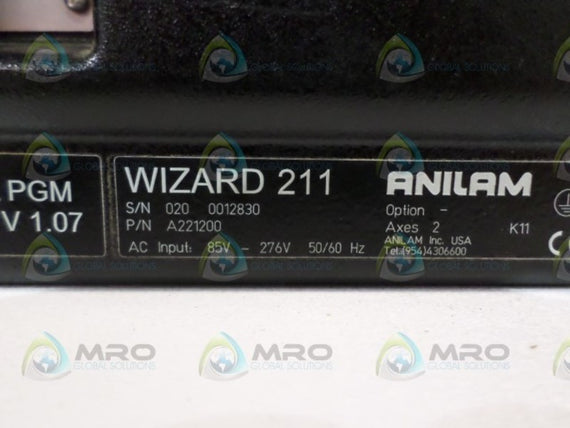 PGM
V 1.07
WIZARD 211
S/N 020 0012830
P/N A221200
AC Input: 85V - 276V 50/60 Hz
ANILAM
Option -
Axes 2 K11
ANILAM Inc. USA
Tel:(954)4306600
MRO
GLOBAL SOLUTIONS
MRO
GLOBAL SOLUTIONS
MRO
GLOBAL SOLUTIONS